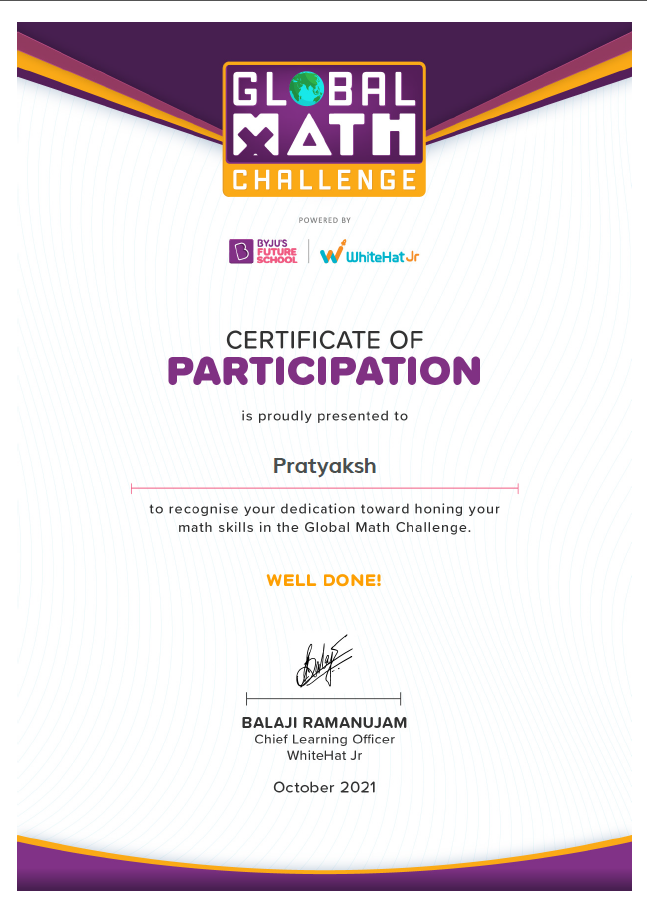 GLOBAL
MATH
CHALLENGE
POWERED BY
BYJU'S
FUTURE
SCHOOL
WhiteHat Jr
CERTIFICATE OF
PARTICIPATION
is proudly presented to
Pratyaksh
to recognise your dedication toward honing your
math skills in the Global Math Challenge.
WELL DONE!
Balaji
BALAJI RAMANUJAM
Chief Learning Officer
WhiteHat Jr
October 2021